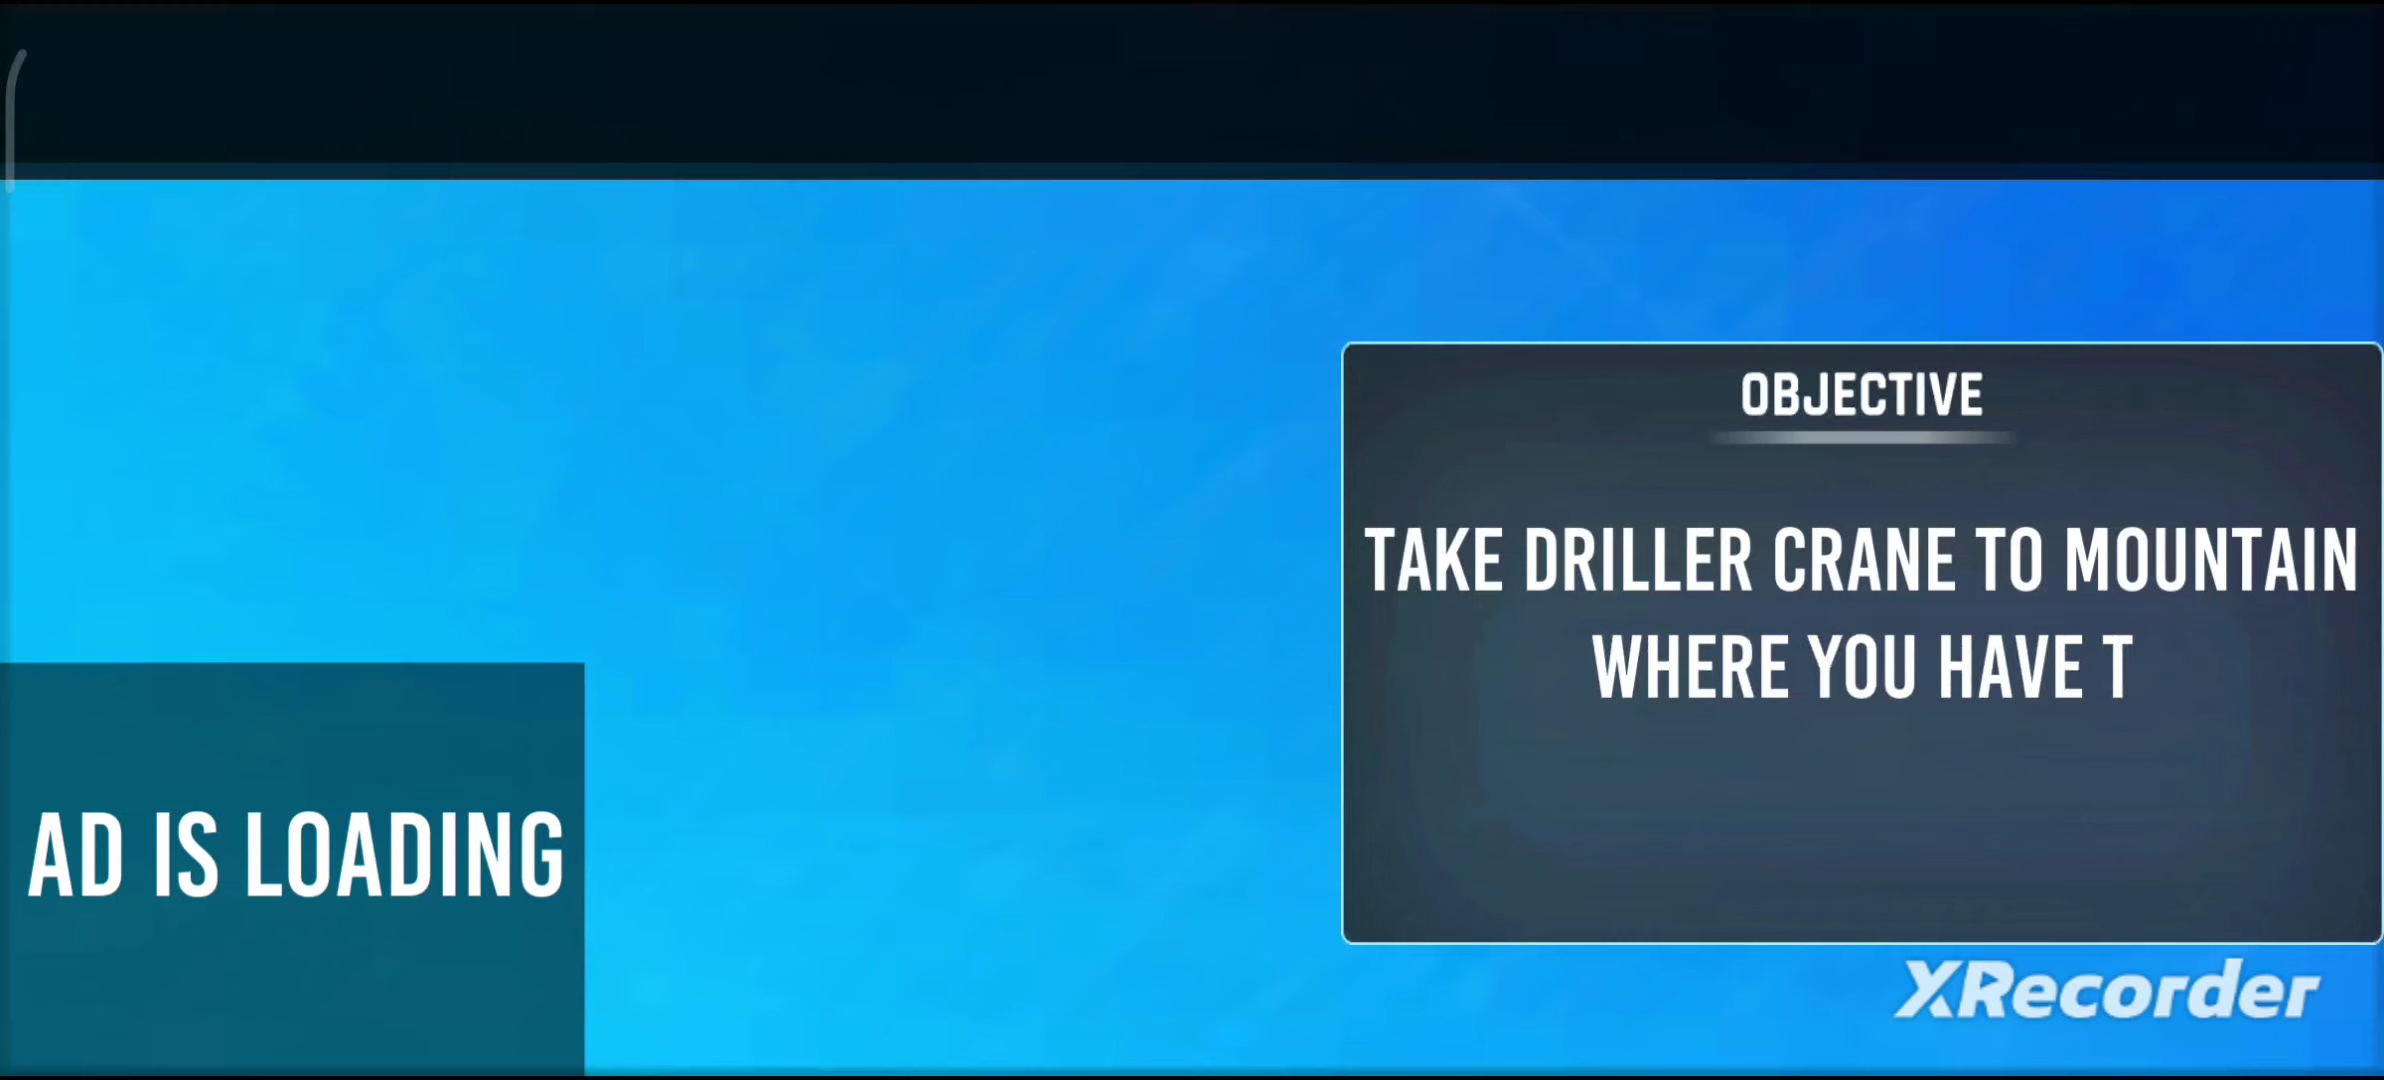 OBJECTIVE
TAKE DRILLER CRANE TO MOUNTAIN
WHERE YOU HAVE T
AD IS LOADING
XRecorder